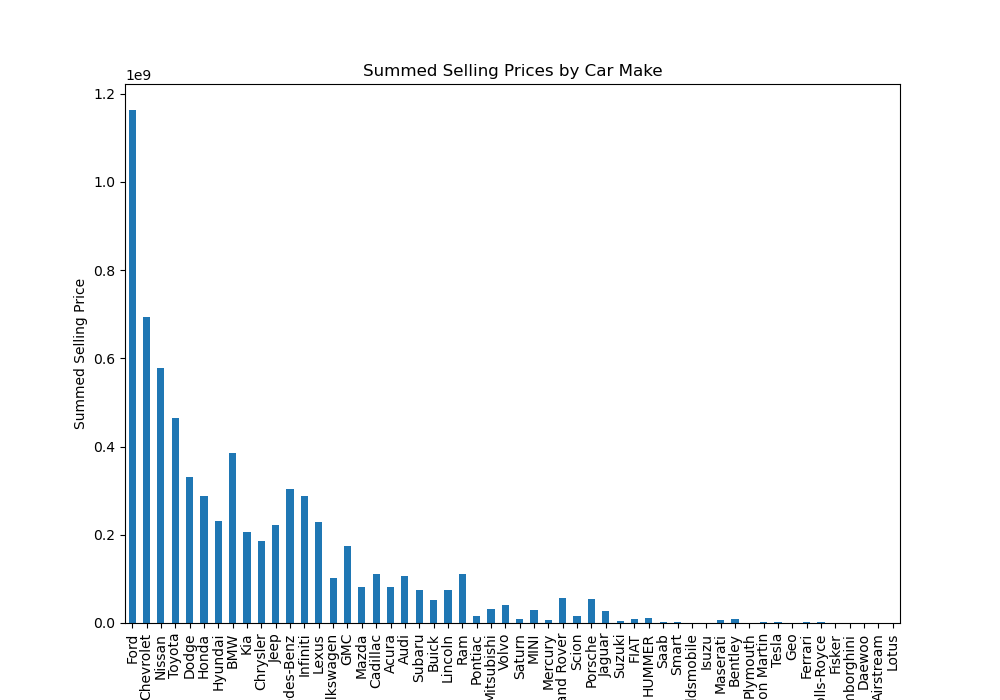 Summed Selling Prices by Car Make
1e9
1.2
1.0
0.8
0.6
0.4
0.2
0.0
Summed Selling Price
Ford
Chevrolet
Nissan
Toyota
Dodge
Honda
Hyundai
BMW
Kia
Chrysler
Jeep
des-Benz
Infiniti
Lexus
lkswagen
GMC
Mazda
Cadillac
Acura
Audi
Subaru
Buick
Lincoln
Ram
Pontiac
Mitsubishi
Volvo
Saturn
MINI
Mercury
and Rover
Scion
Porsche
Jaguar
Suzuki
FIAT
HUMMER
Saab
Smart
ldsmobile
Isuzu
Maserati
Bentley
Plymouth
on Martin
Tesla
Geo
Ferrari
lls-Royce
Fisker
nborghini
Daewoo
Airstream
Lotus